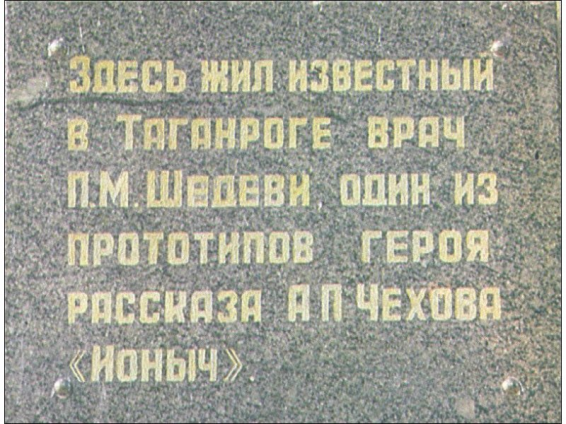 Здесь жил известный
в Таганроге врач
П.М. Шедеви, один из
прототипов героя
рассказа А П Чехова
«Ионыч».